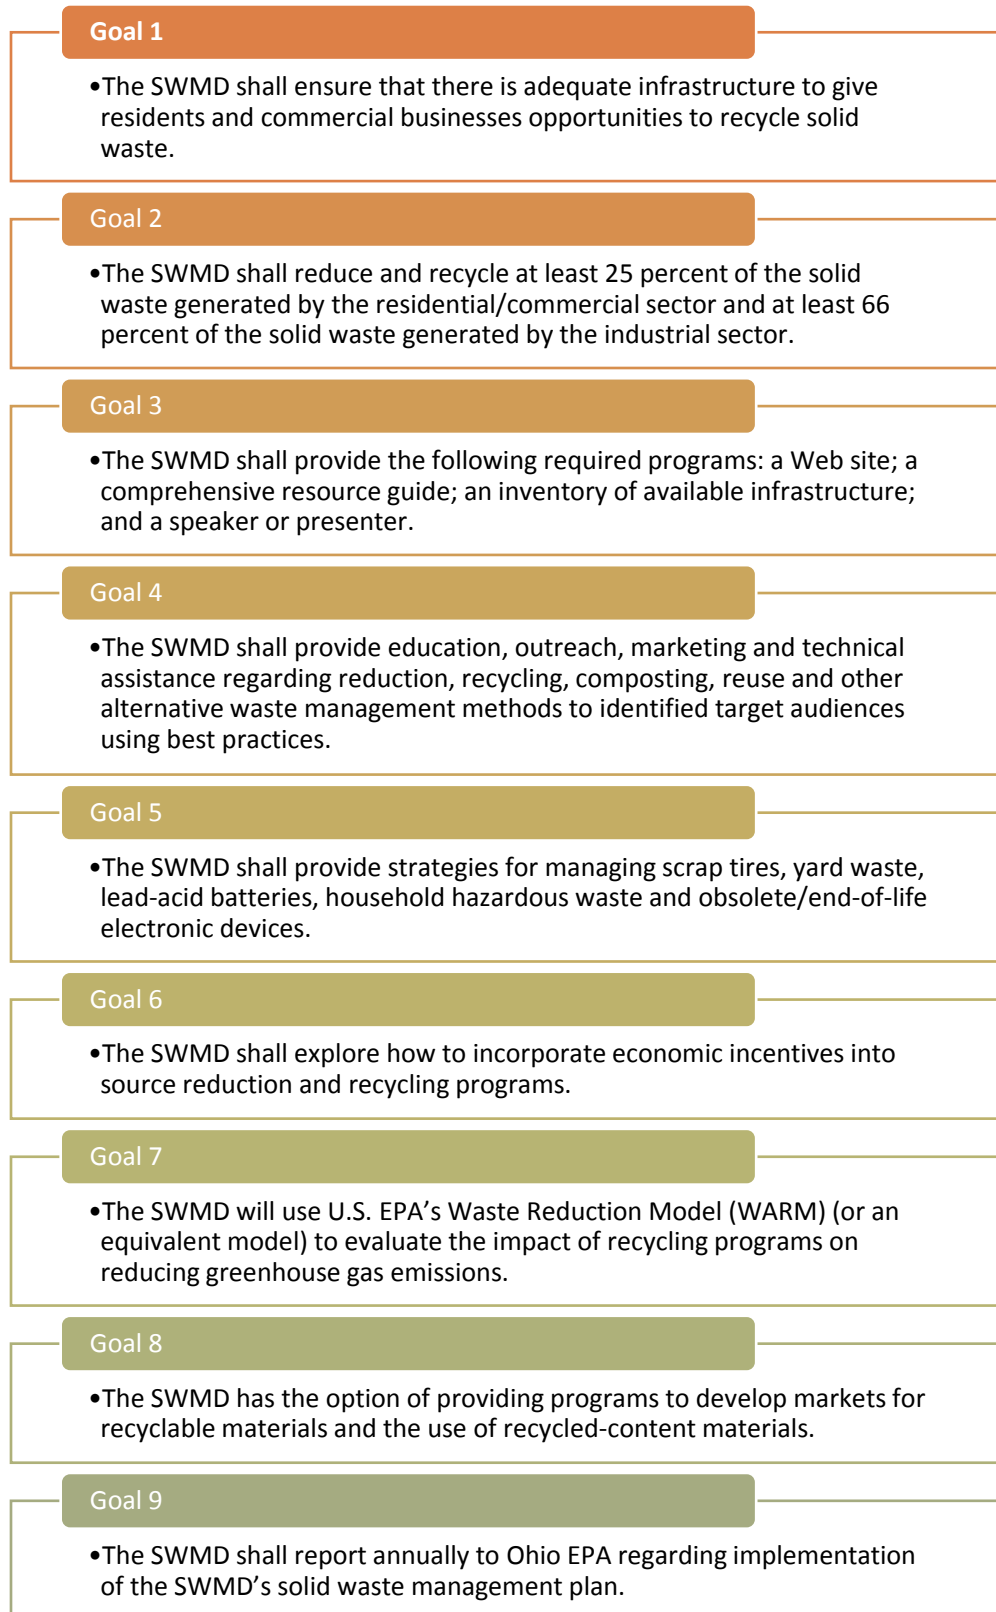 Goal 1
•The SWMD shall ensure that there is adequate infrastructure to give
residents and commercial businesses opportunities to recycle solid
waste.
Goal 2
•The SWMD shall reduce and recycle at least 25 percent of the solid
waste generated by the residential/commercial sector and at least 66
percent of the solid waste generated by the industrial sector.
Goal 3
•The SWMD shall provide the following required programs: a Web site; a
comprehensive resource guide; an inventory of available infrastructure;
and a speaker or presenter.
Goal 4
•The SWMD shall provide education, outreach, marketing and technical
assistance regarding reduction, recycling, composting, reuse and other
alternative waste management methods to identified target audiences
using best practices.
Goal 5
•The SWMD shall provide strategies for managing scrap tires, yard waste,
lead-acid batteries, household hazardous waste and obsolete/end-of-life
electronic devices.
Goal 6
•The SWMD shall explore how to incorporate economic incentives into
source reduction and recycling programs.
Goal 7
•The SWMD will use U.S. EPA’s Waste Reduction Model (WARM) (or an
equivalent model) to evaluate the impact of recycling programs on
reducing greenhouse gas emissions.
Goal 8
•The SWMD has the option of providing programs to develop markets for
recyclable materials and the use of recycled-content materials.
Goal 9
•The SWMD shall report annually to Ohio EPA regarding implementation
of the SWMD’s solid waste management plan.